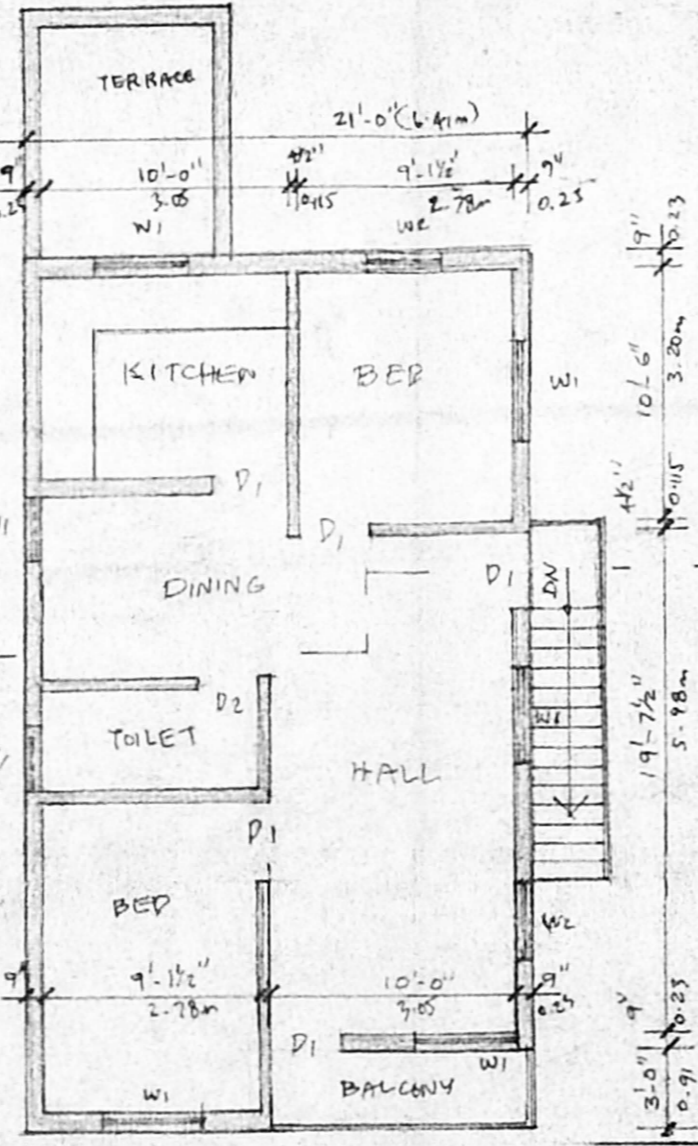 TERRACE
21'-0" (6.41m)
9"
10'-0"
3.05
4½"
0.115
9'-1½"
2.78m
9"
0.23
W1
W2
9"
0.23
KITCHEN
BED
W1
10'-6"
3.20m
D1
D1
4½"
0.115
DINING
D1
DN
D2
TOILET
W1
HALL
19'-7½"
5.98m
D1
BED
W2
9"
9'-1½"
2.78m
10'-0"
3.05
9"
0.23
9"
0.23
D1
W1
BALCONY
W1
3'-0"
0.91